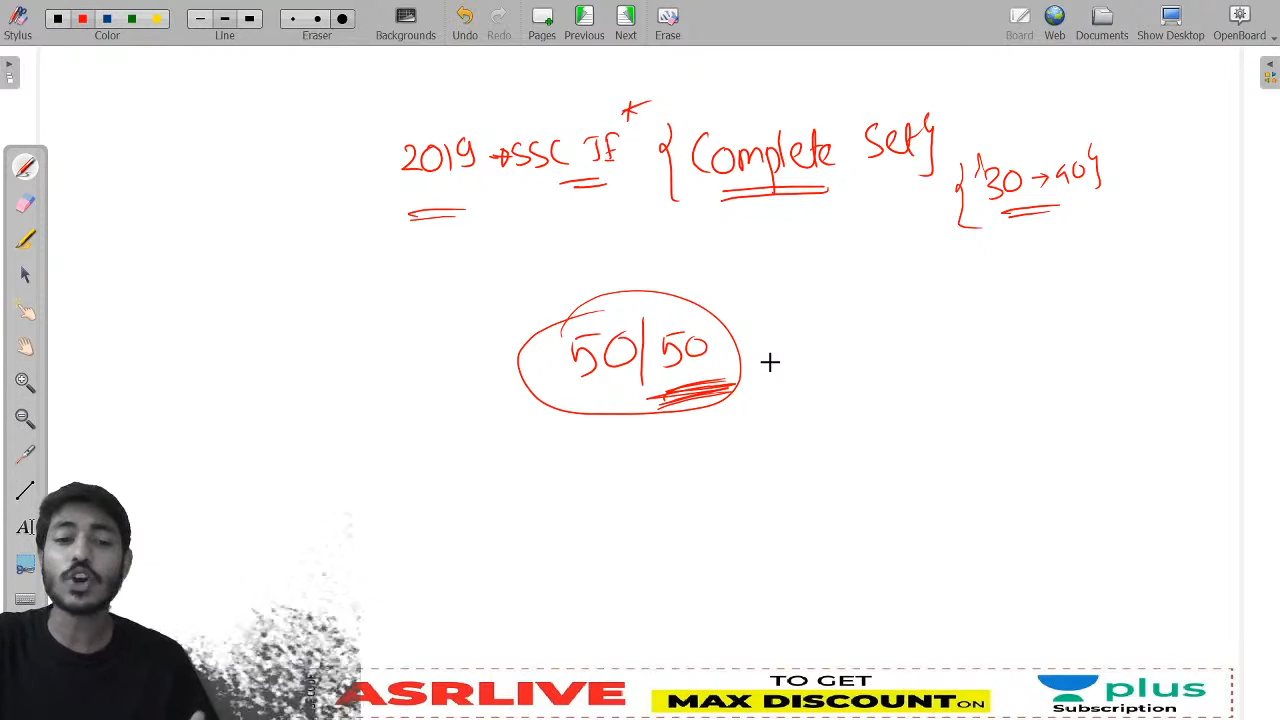 Stylus
Color
Line
Eraser
Backgrounds
Undo
Redo
Pages
Previous
Next
Erase
Board
Web
Documents
Show Desktop
OpenBoard
2019 → SSC {Complete Set}
{30 → 40}
50|50
AI
ASRLIVE
TO GET
MAX DISCOUNT ON
plus
Subscription